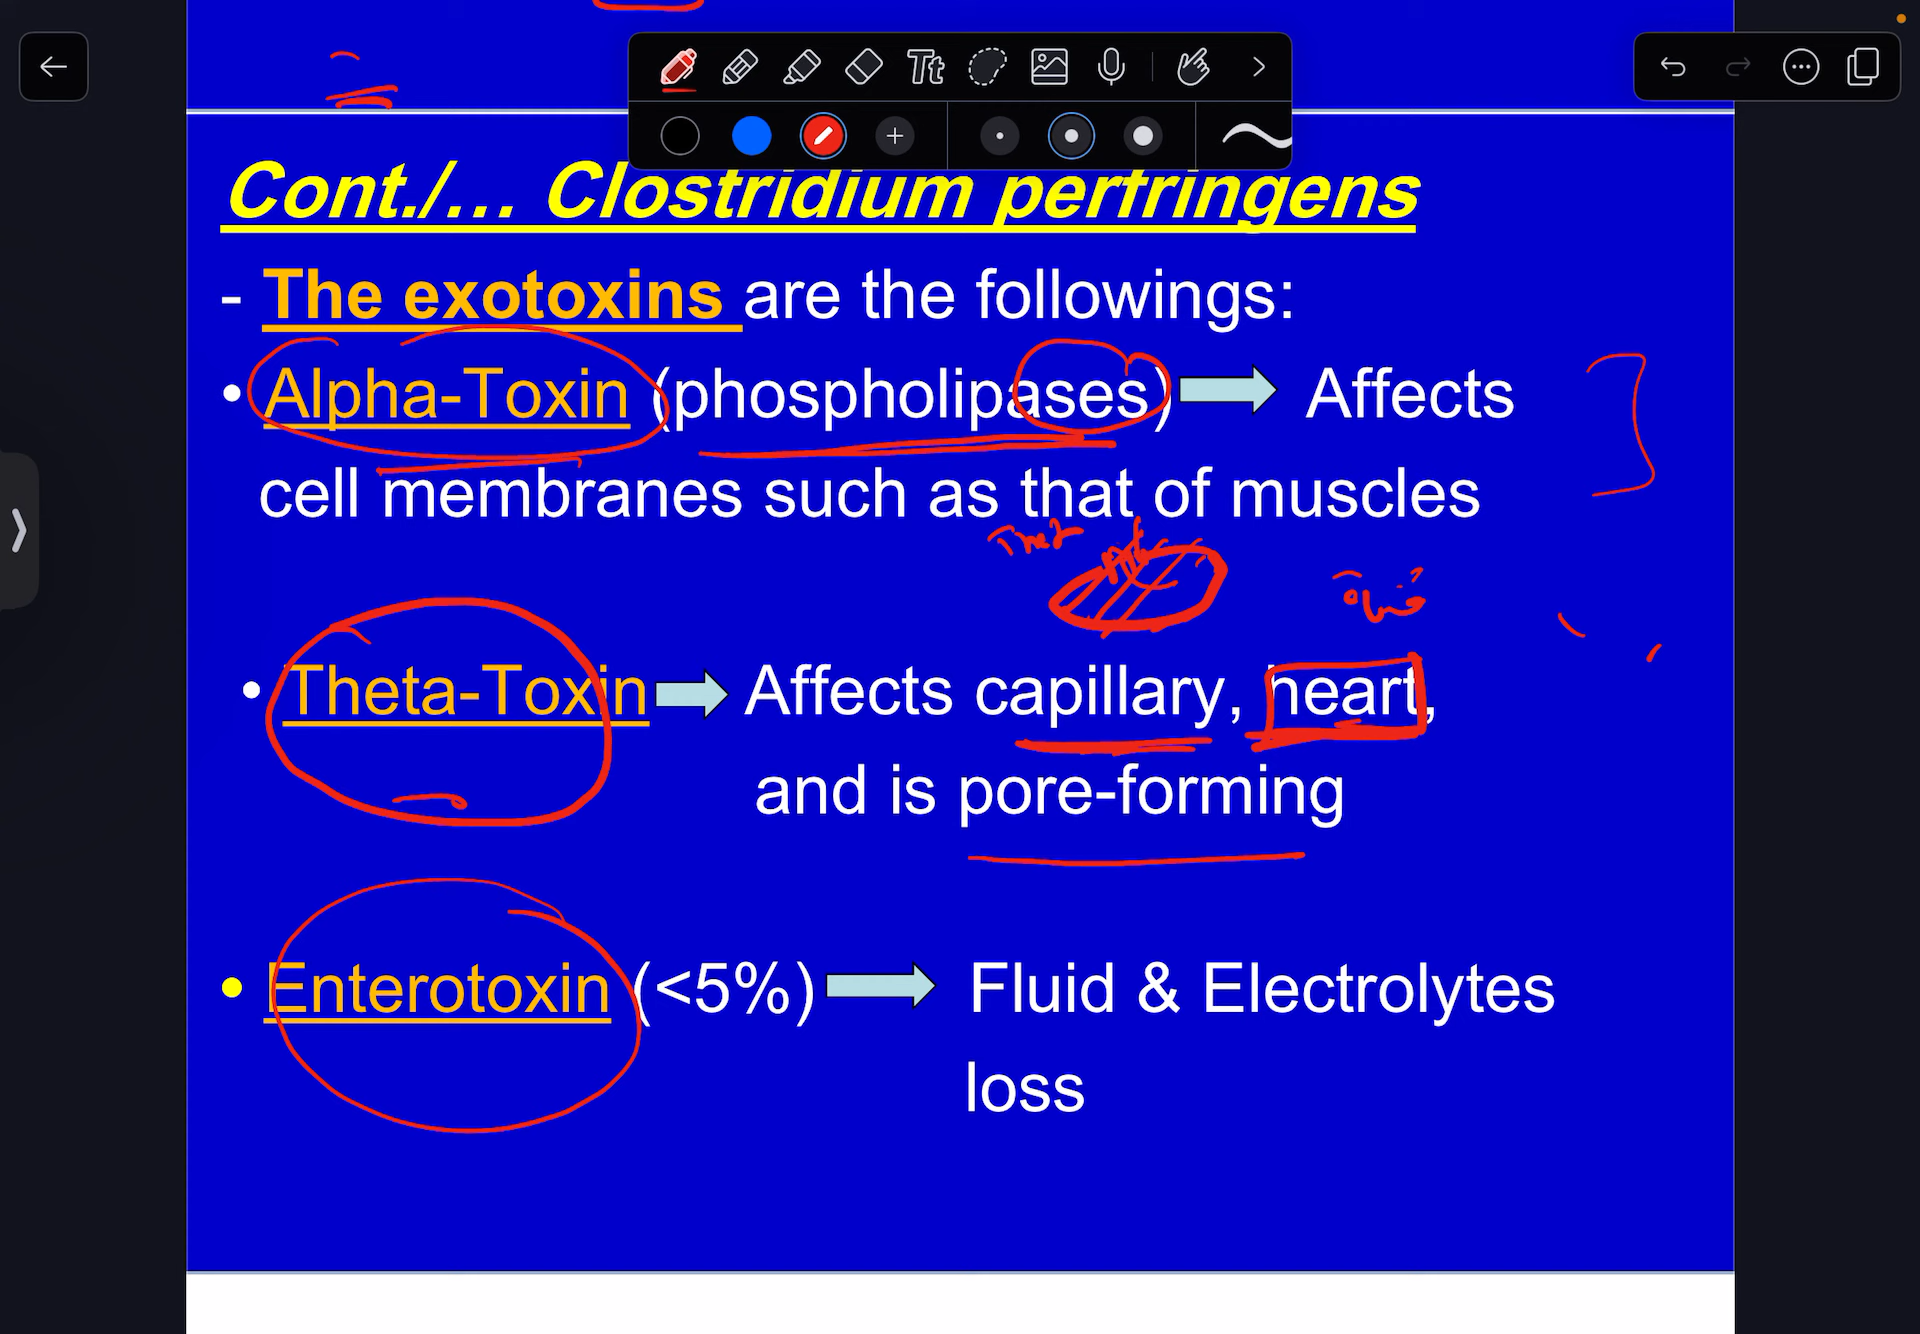 Tt
Cont./... Clostridium perfringens
- The exotoxins are the followings:
• Alpha-Toxin (phospholipases) Affects
cell membranes such as that of muscles
• Theta-Toxin Affects capillary, heart,
and is pore-forming
• Enterotoxin (<5%) Fluid & Electrolytes
loss